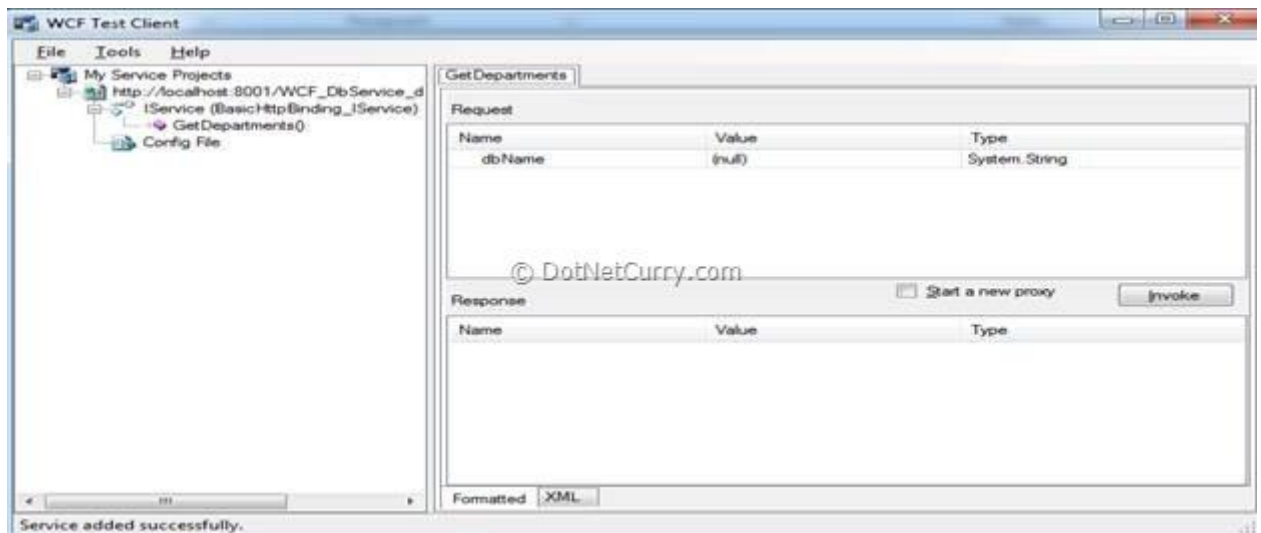 WCF Test Client
File Tools Help
My Service Projects
http://localhost:8001/WCF_DbService_d
IService (BasicHttpBinding_IService)
GetDepartments()
Config File
GetDepartments
Request
Name Value Type
dbName (null) System.String
© DotNetCurry.com
Response
Start a new proxy
Invoke
Name Value Type
Formatted XML
Service added successfully.